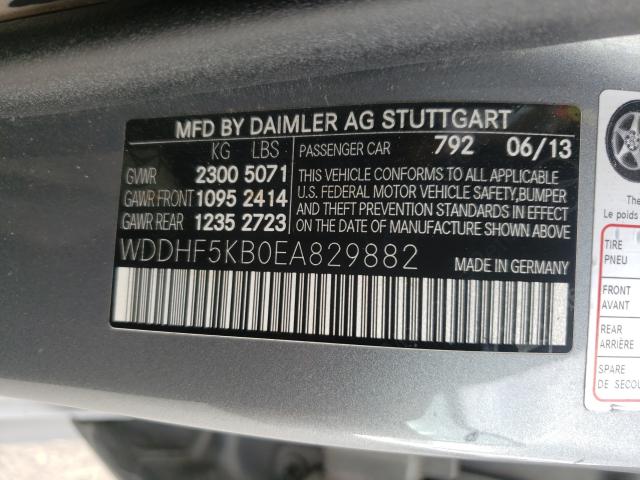 MFD BY DAIMLER AG STUTTGART
KG LBS
GVWR 2300 5071
GAWR FRONT 1095 2414
GAWR REAR 1235 2723
PASSENGER CAR 792 06/13
THIS VEHICLE CONFORMS TO ALL APPLICABLE
U.S. FEDERAL MOTOR VEHICLE SAFETY,BUMPER
AND THEFT PREVENTION STANDARDS IN EFFECT
ON THE DATE OF MANUFACTURE SHOWN ABOVE
WDDHF5KB0EA829882
MADE IN GERMANY
The
Le poids
TIRE
PNEU
FRONT
AVANT
REAR
ARRIÈRE
SPARE
DE